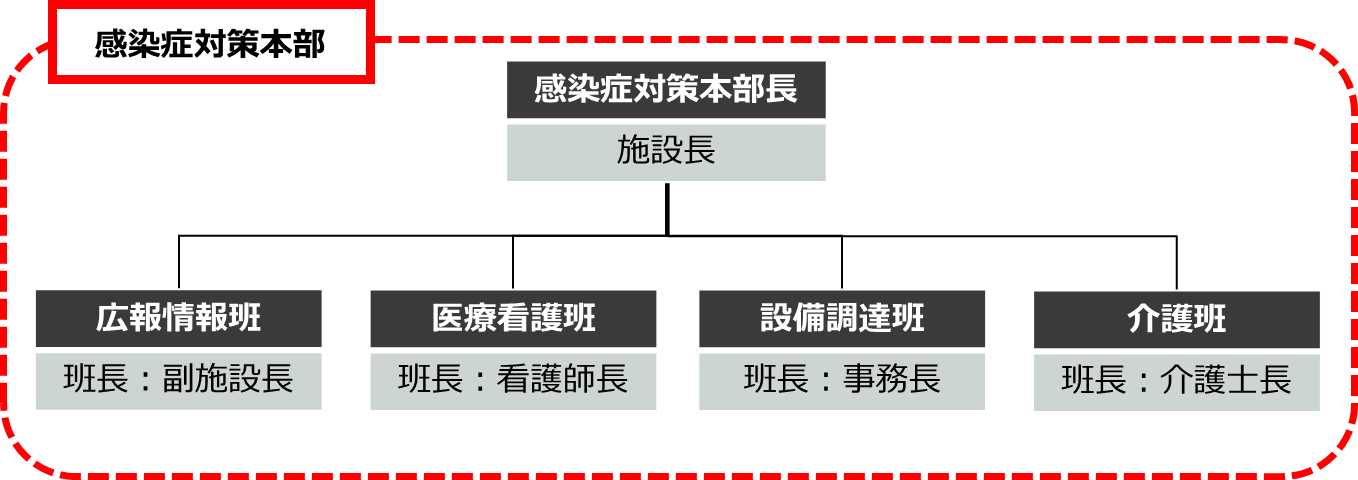 感染症対策本部
感染症対策本部長
施設長
広報情報班
班長：副施設長
医療看護班
班長：看護師長
設備調達班
班長：事務長
介護班
班長：介護士長